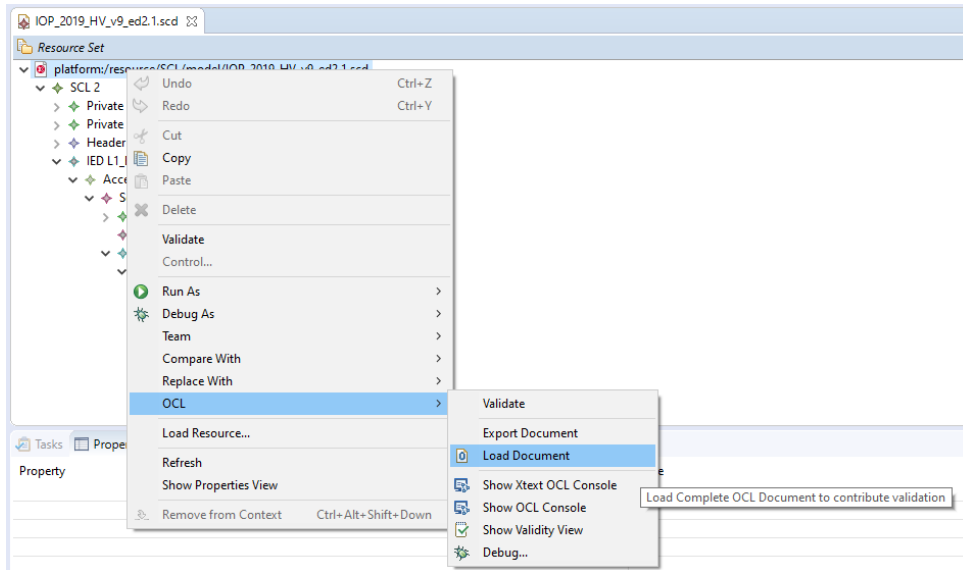 IOP_2019_HV_v9_ed2.1.scd
Resource Set
platform:/resource/SCL/model/IOP_2019_HV_v9_ed2.1.scd
SCL 2
Private
Private
Header
IED L1_
Acce
S
Undo Ctrl+Z
Redo Ctrl+Y
Cut
Copy
Paste
Delete
Validate
Control...
Run As
Debug As
Team
Compare With
Replace With
OCL
Load Resource...
Refresh
Show Properties View
Remove from Context Ctrl+Alt+Shift+Down
Validate
Export Document
Load Document
Show Xtext OCL Console
Show OCL Console
Show Validity View
Debug...
Load Complete OCL Document to contribute validation
Tasks Prope
Property